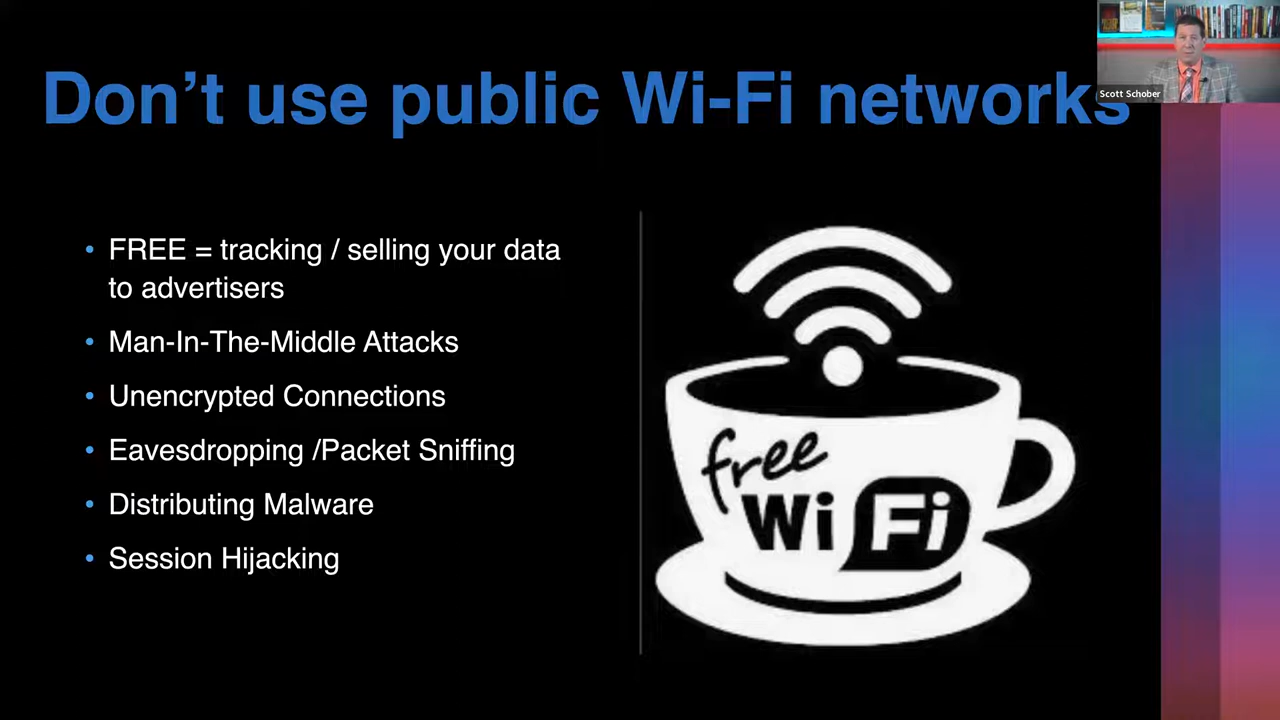 Don't use public Wi-Fi networks
Scott Schober
• FREE = tracking / selling your data
to advertisers
• Man-In-The-Middle Attacks
• Unencrypted Connections
• Eavesdropping /Packet Sniffing
• Distributing Malware
• Session Hijacking
free
Wi Fi